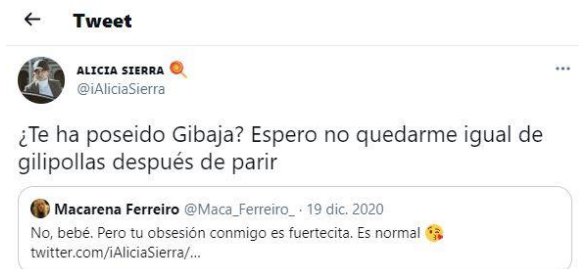 Tweet
ALICIA SIERRA
@iAliciaSierra
¿Te ha poseido Gibaja? Espero no quedarme igual de
gilipollas después de parir
Macarena Ferreiro @Maca_Ferreiro_ · 19 dic. 2020
No, bebé. Pero tu obsesión conmigo es fuertecita. Es normal 😘
twitter.com/iAliciaSierra/...